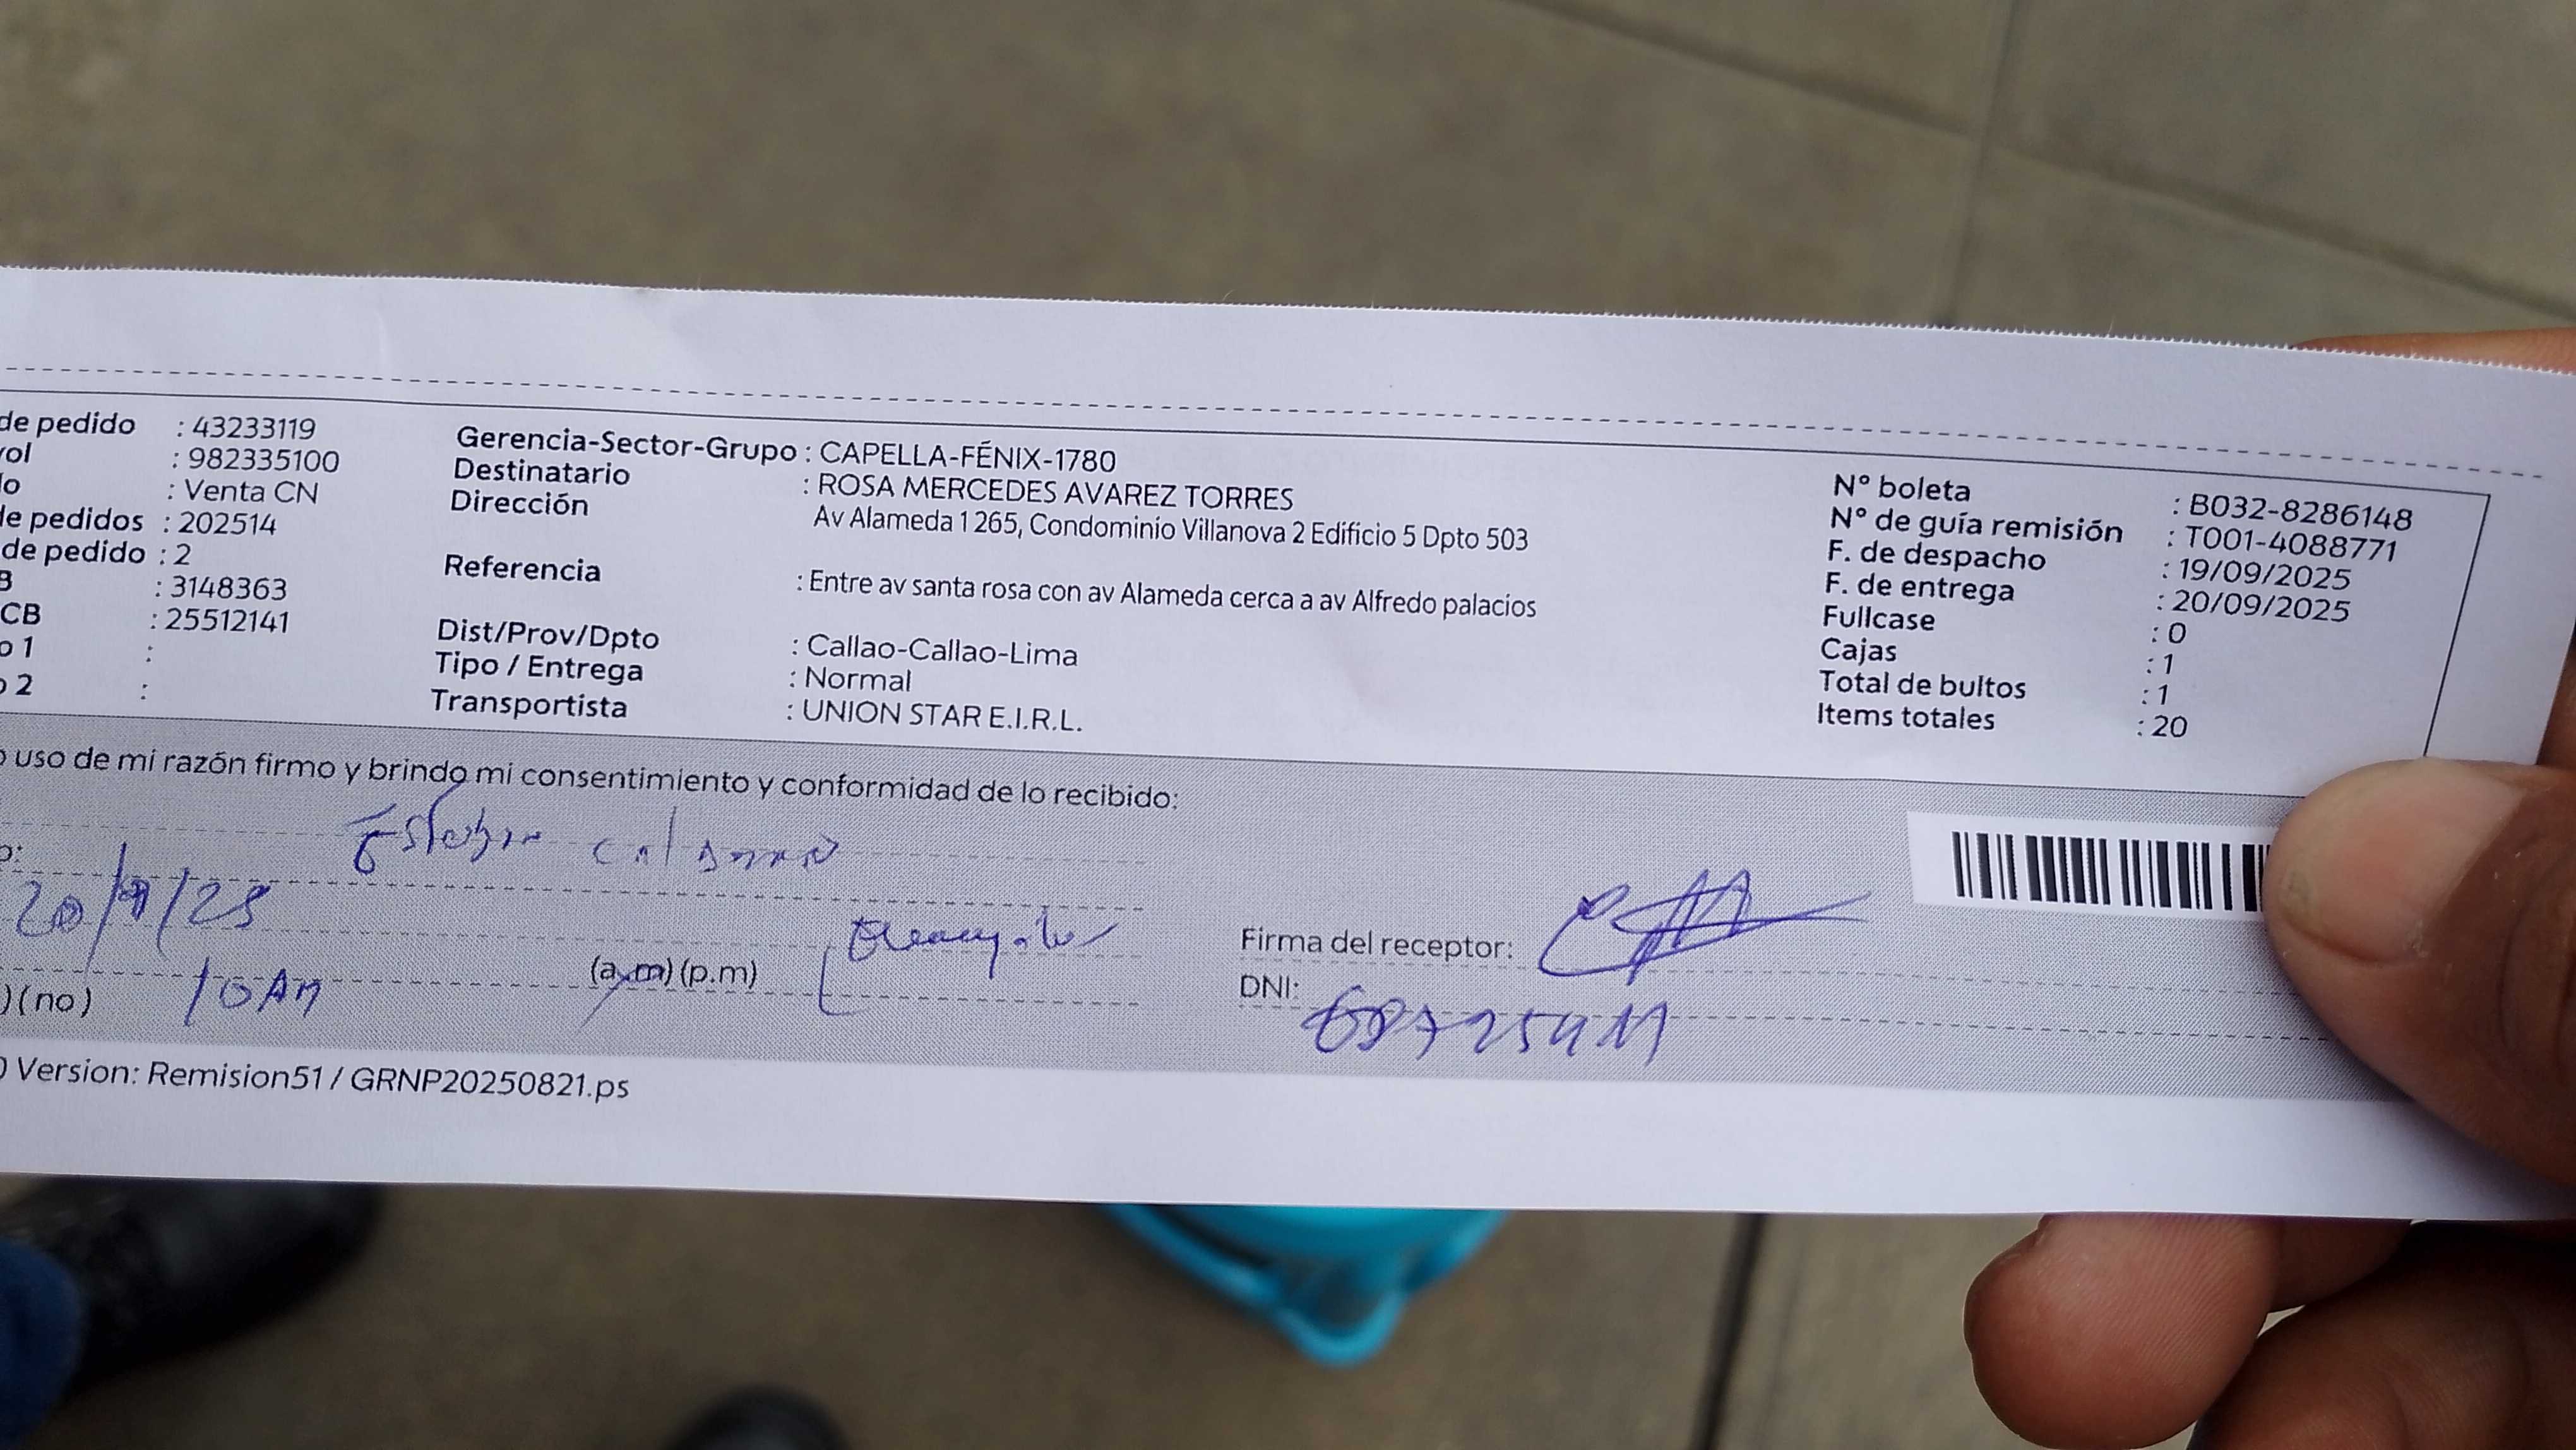 de pedido : 43233119
rol : 982335100
lo : Venta CN
de pedidos : 202514
de pedido : 2
B : 3148363
CB : 25512141
o 1 :
o 2 :
Gerencia-Sector-Grupo : CAPELLA-FÉNIX-1780
Destinatario : ROSA MERCEDES AVAREZ TORRES
Dirección Av Alameda 1 265, Condominio Villanova 2 Edificio 5 Dpto 503
Referencia : Entre av santa rosa con av Alameda cerca a av Alfredo palacios
Dist/Prov/Dpto : Callao-Callao-Lima
Tipo / Entrega : Normal
Transportista : UNION STAR E.I.R.L.
N° boleta : B032-8286148
N° de guía remisión : T001-4088771
F. de despacho : 19/09/2025
F. de entrega : 20/09/2025
Fullcase : 0
Cajas : 1
Total de bultos : 1
Items totales : 20
o uso de mi razón firmo y brindo mi consentimiento y conformidad de lo recibido:
o:
20/9/25
)(no) 10AM (a.m)(p.m)
Firma del receptor:
DNI:
) Version: Remision51 / GRNP20250821.ps